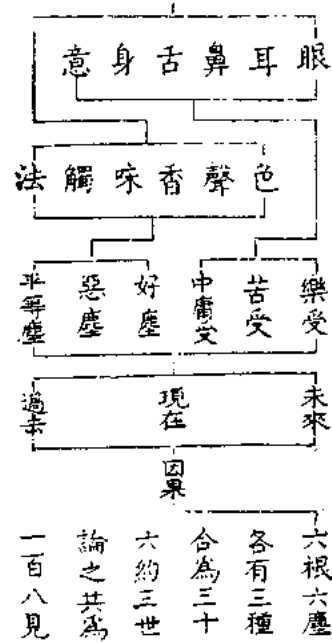 眼耳鼻舌身意
色聲香味觸法
樂受
苦受
中庸受
好塵
惡塵
平等塵
未來
現在
過去
因果
六根六塵
各有三種
合為三十
六約三世
論之共為
一百八見